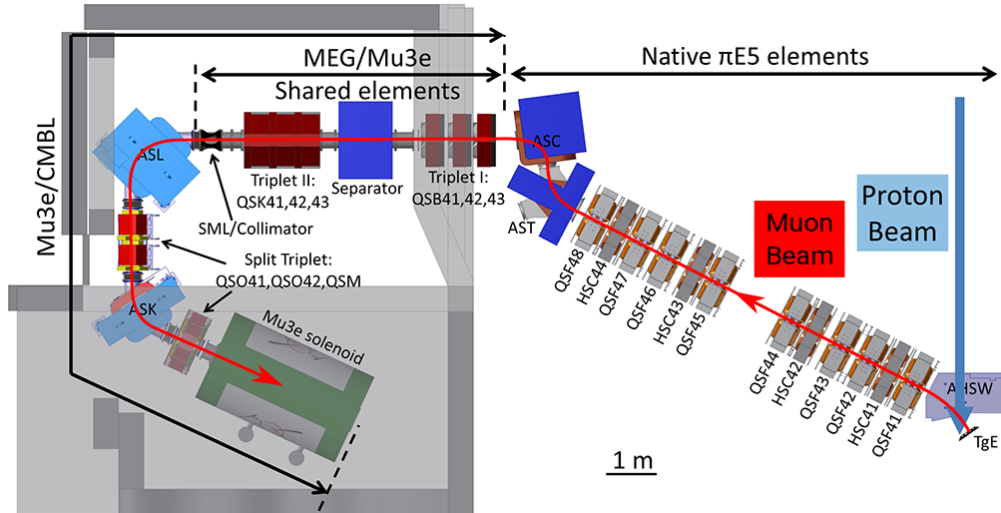 MEG/Mu3e
Shared elements
Native πE5 elements
Mu3e/CMBL
ASL
Triplet II:
QSK41,42,43
Separator
Triplet I:
QSB41,42,43
ASC
AST
SML/Collimator
Split Triplet:
QSO41,QSO42,QSM
ASK
Mu3e solenoid
Muon
Beam
Proton
Beam
QSF48
HSC44
QSF47
QSF46
HSC43
QSF45
QSF44
HSC42
QSF43
QSF42
HSC41
QSF41
AHSW
TgE
1 m